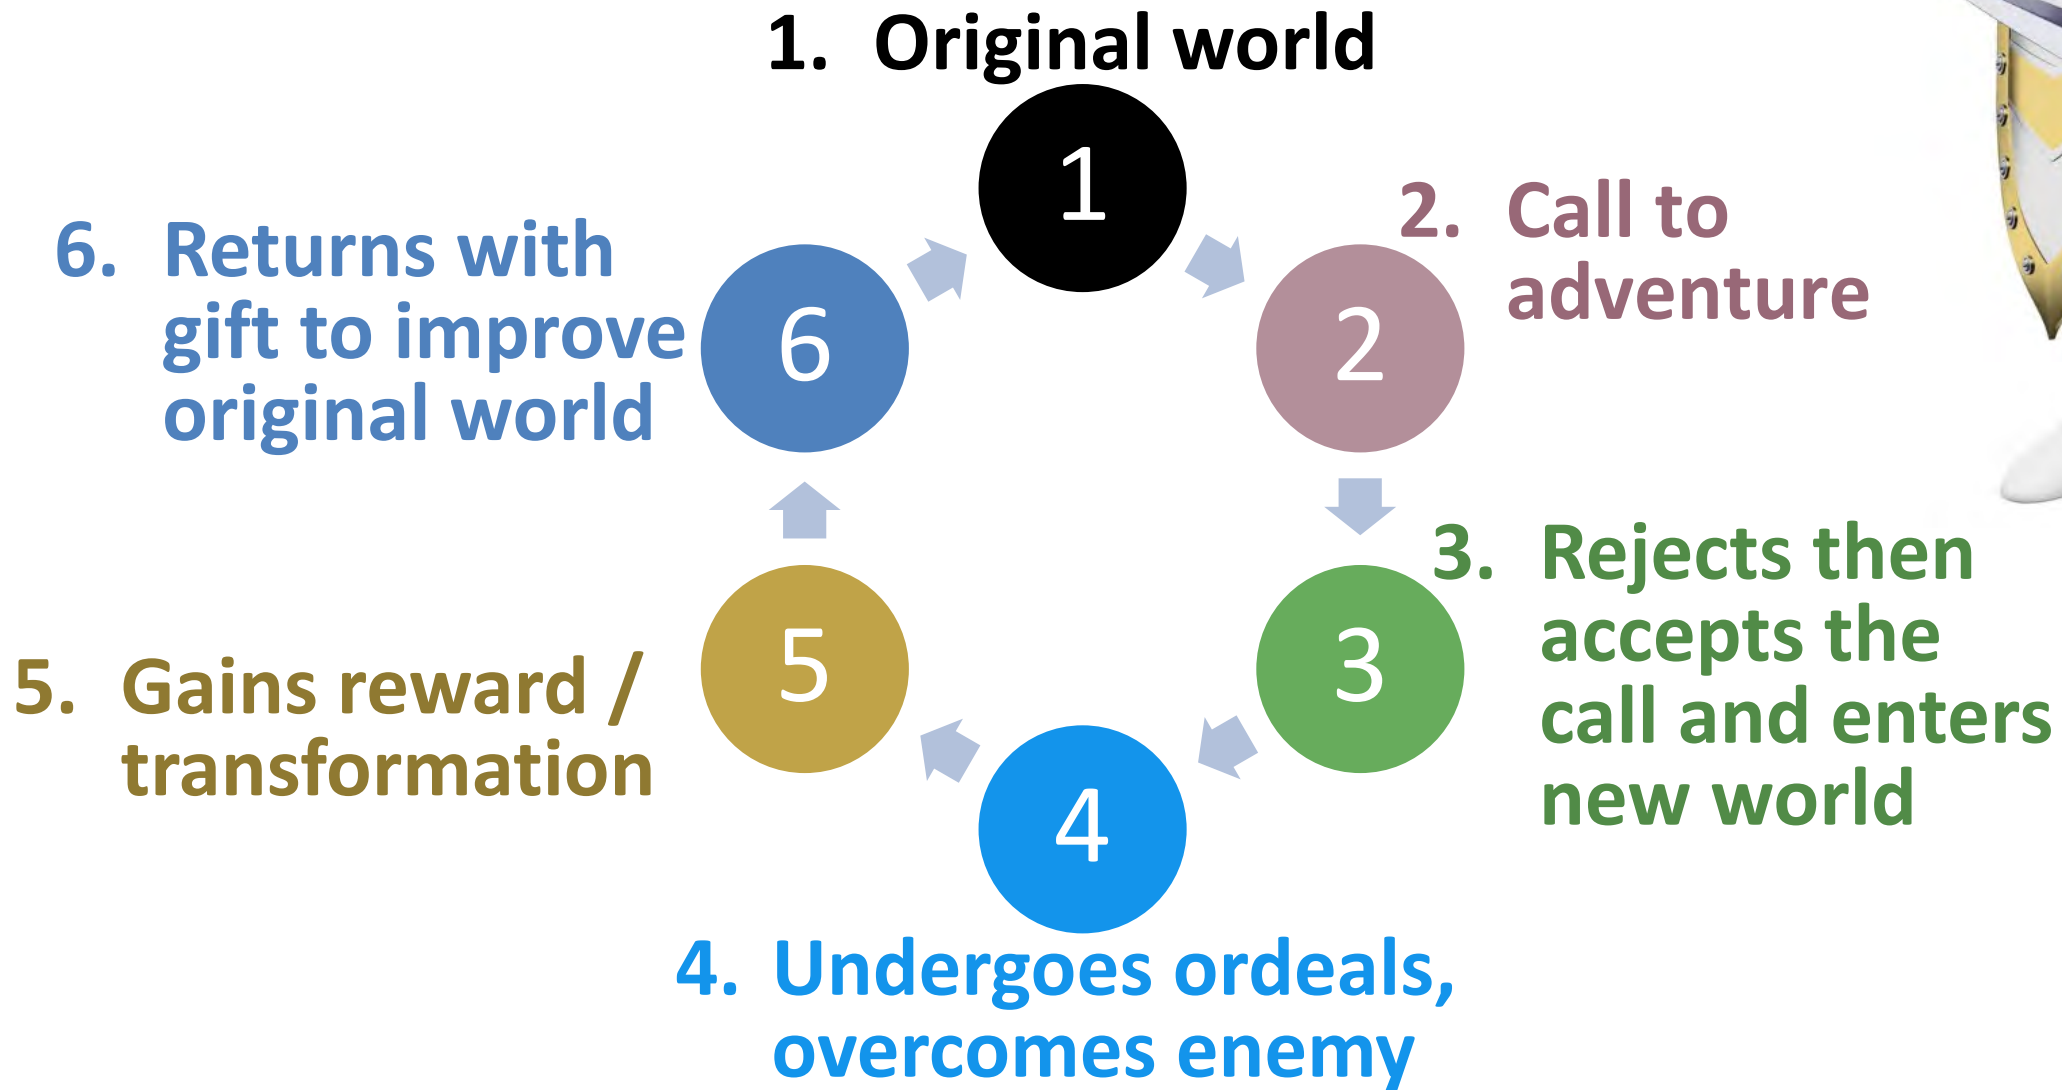 1. Original world
1
2. Call to
adventure
2
3. Rejects then
accepts the
call and enters
new world
3
4
4. Undergoes ordeals,
overcomes enemy
5. Gains reward /
transformation
5
6. Returns with
gift to improve
original world
6